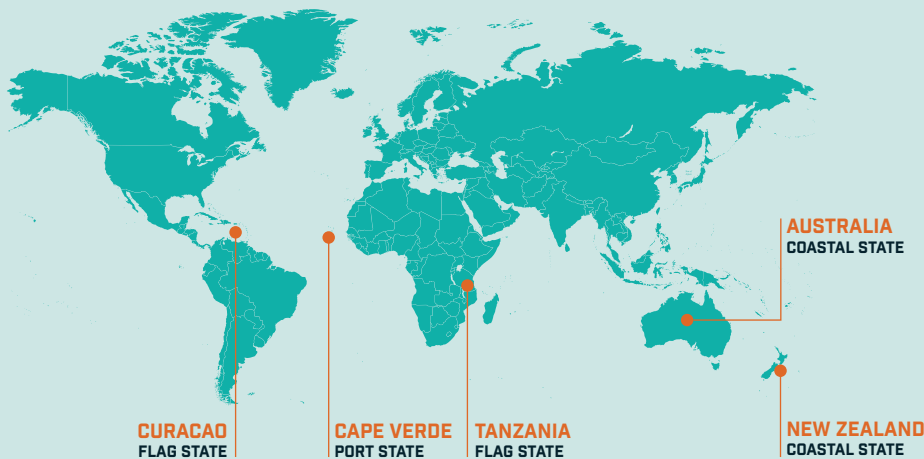 AUSTRALIA
COASTAL STATE
CURACAO
FLAG STATE
CAPE VERDE
PORT STATE
TANZANIA
FLAG STATE
NEW ZEALAND
COASTAL STATE